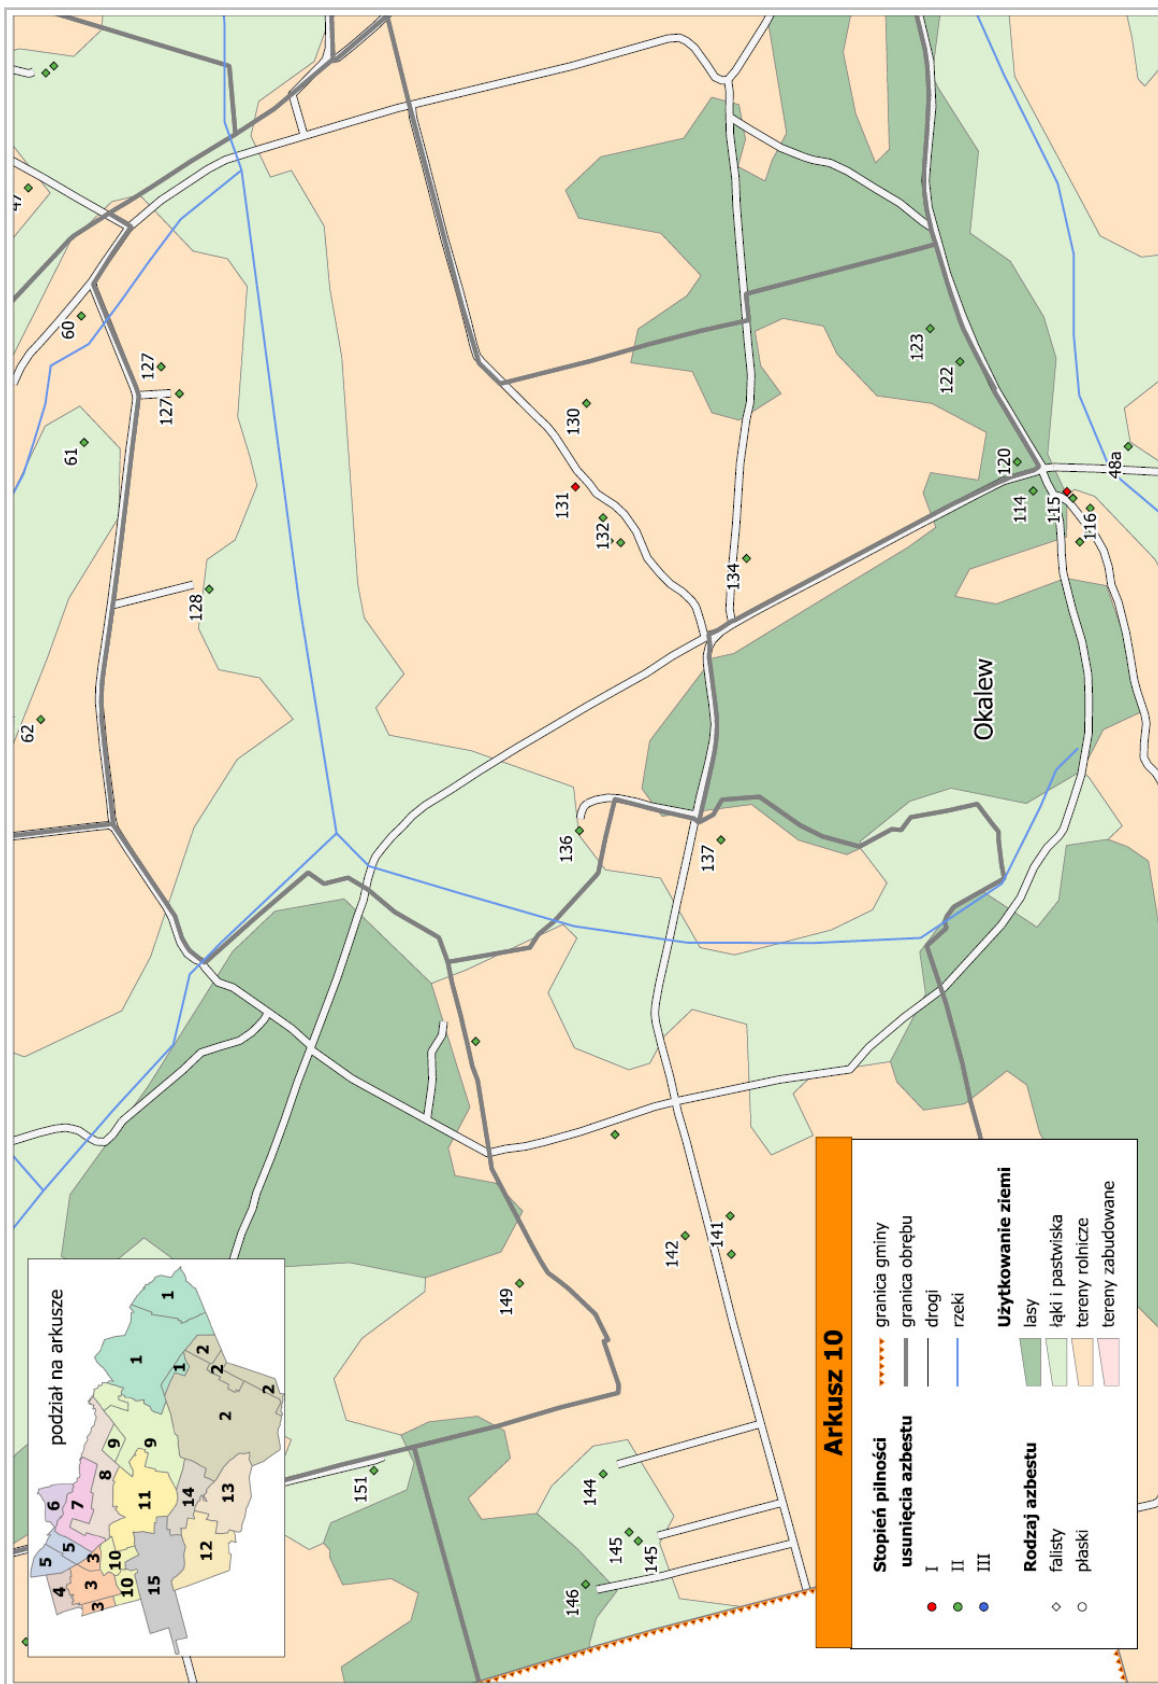 47
60
127
127
61
128
62
130
131
132
134
123
122
120
114
115
116
48a
Okalew
136
137
149
142
141
151
144
145
145
146
podział na arkusze
1
1
1
2
2
2
2
9
9
8
6
7
5
5
4
3
3
3
10
10
11
14
13
12
15
Arkusz 10
Stopień pilności
usunięcia azbestu
I
II
III
Rodzaj azbestu
falisty
płaski
granica gminy
granica obrębu
drogi
rzeki
Użytkowanie ziemi
lasy
łąki i pastwiska
tereny rolnicze
tereny zabudowane